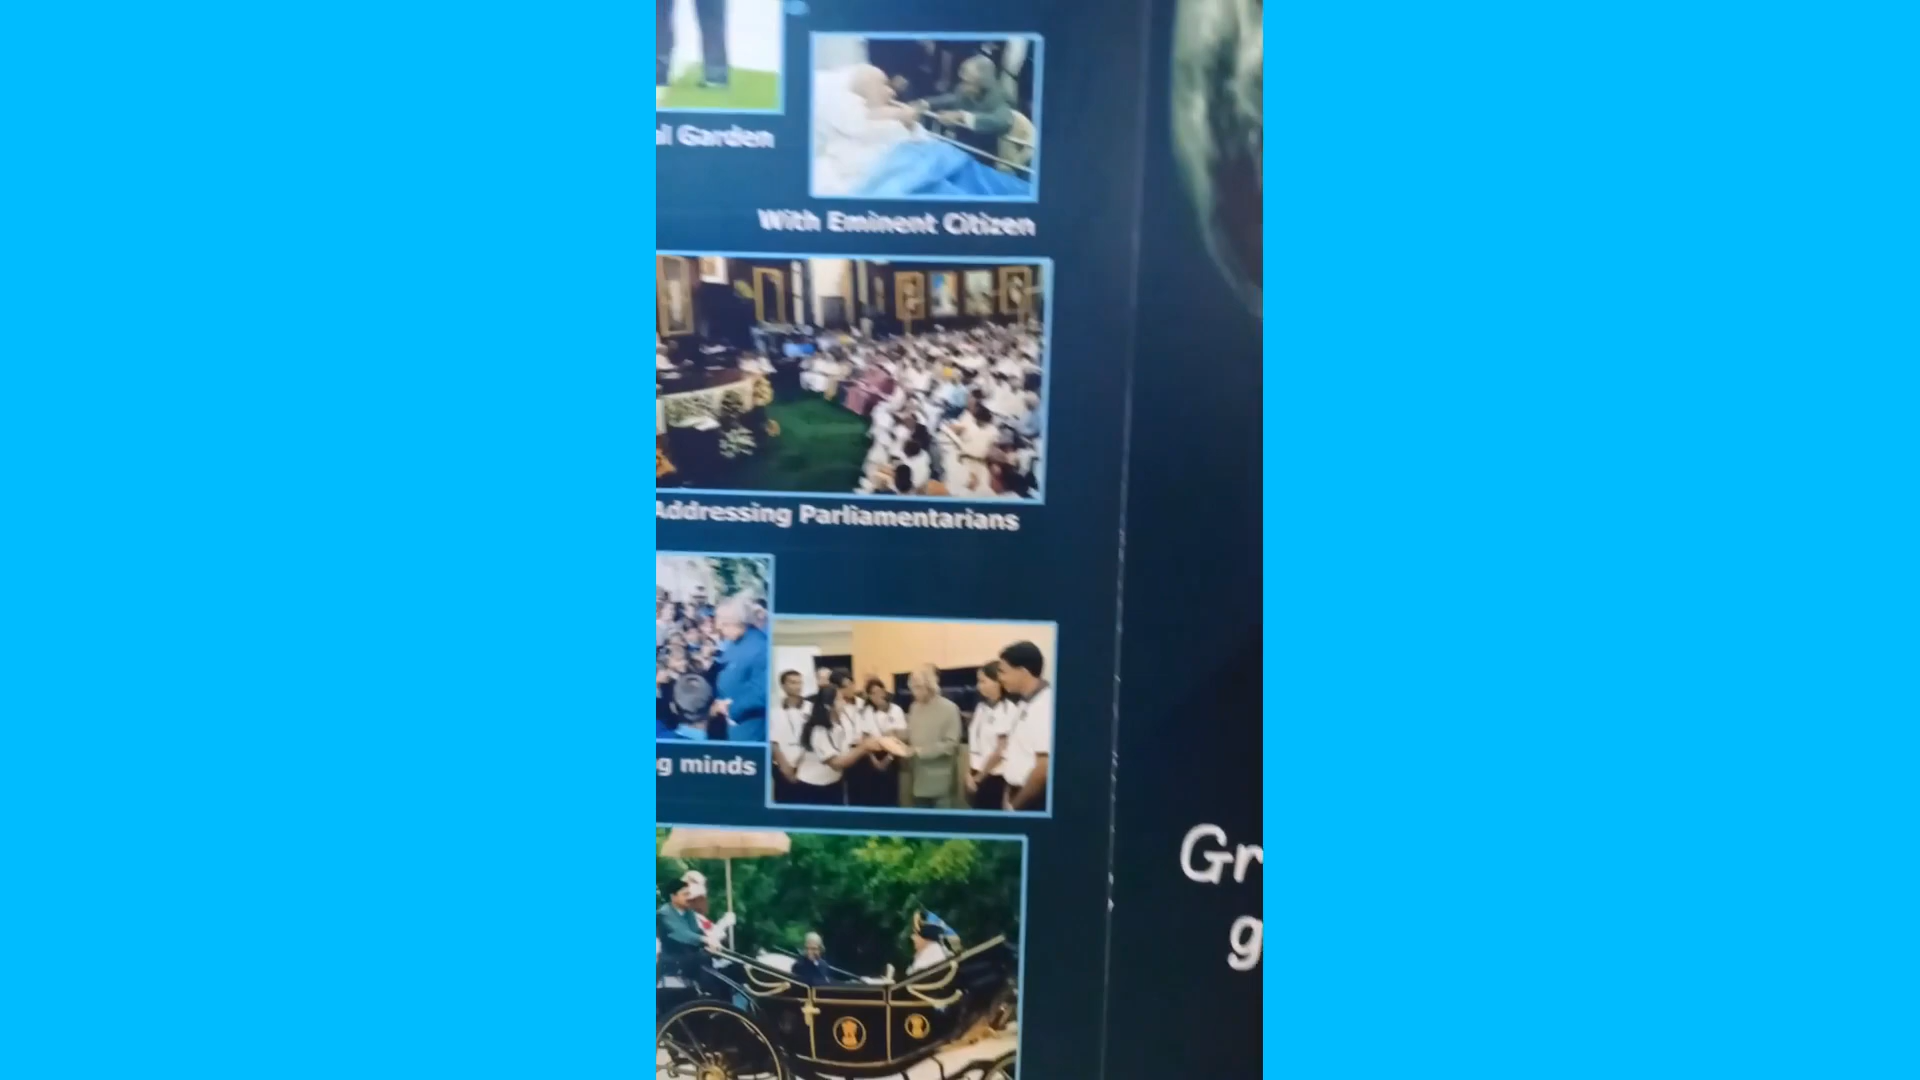 Garden
With Eminent Citizen
Addressing Parliamentarians
g minds
Gr
g